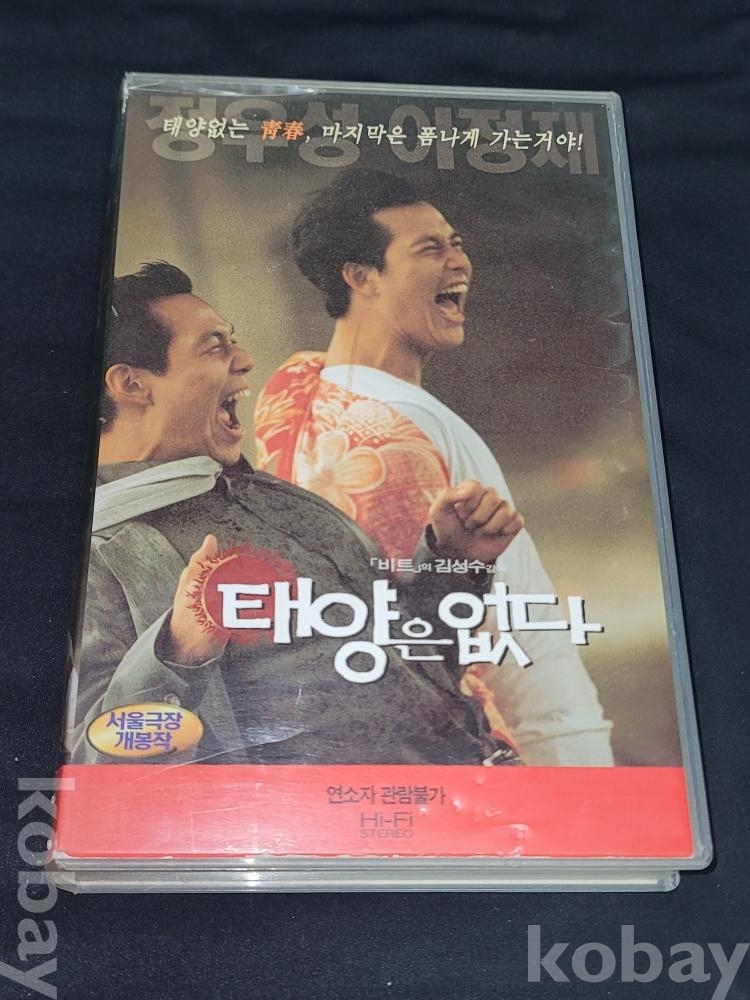 정우성 이정재
태양없는 靑春, 마지막은 폼나게 가는거야!
「비트」의 김성수감독
태양은 없다
서울극장
개봉작
연소자 관람불가
Hi-Fi
STEREO
kobay
kobay